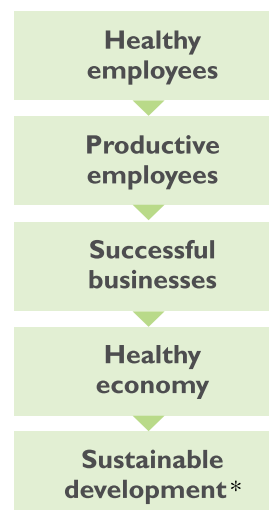 Healthy
employees
Productive
employees
Successful
businesses
Healthy
economy
Sustainable
development*